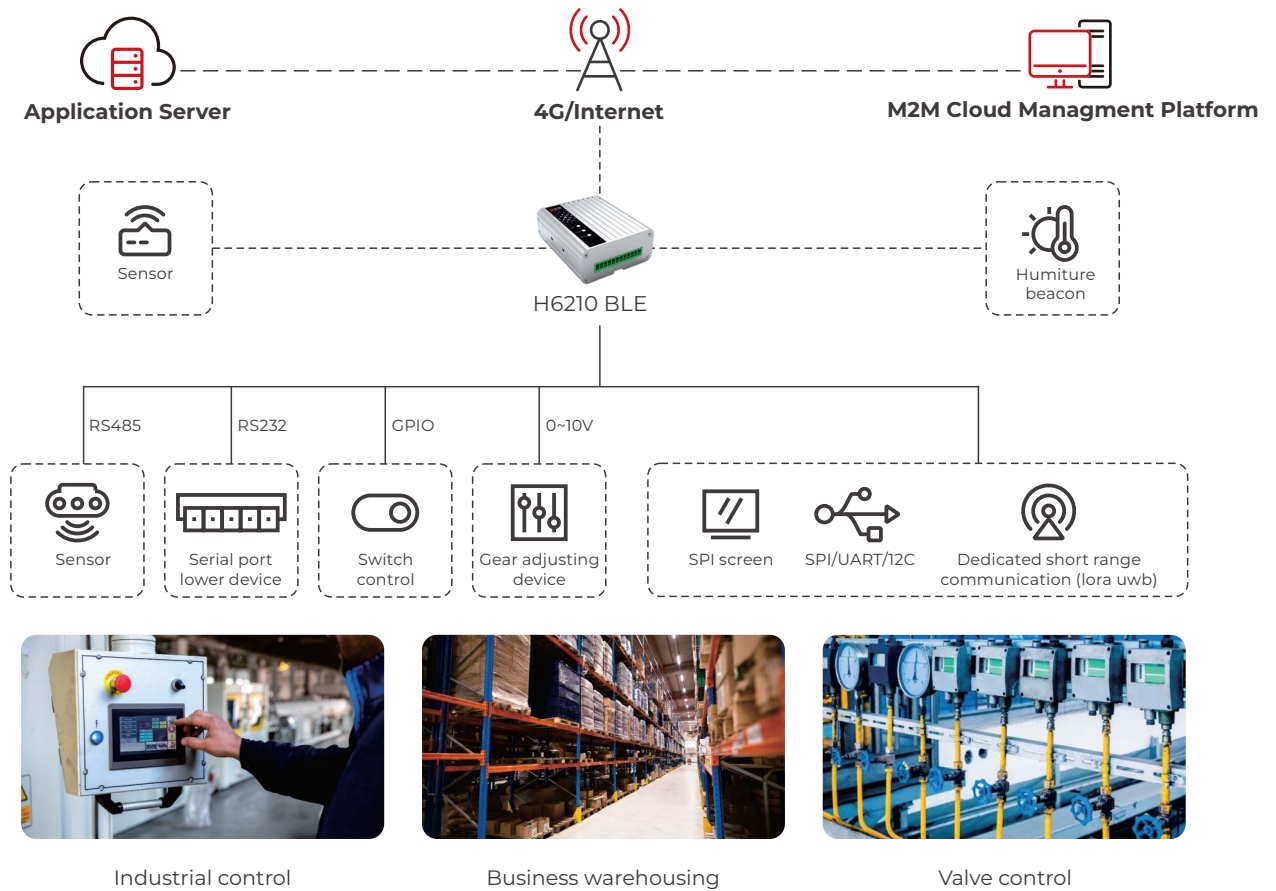 Application Server
4G/Internet
M2M Cloud Managment Platform
Sensor
H6210 BLE
Humiture
beacon
RS485
RS232
GPIO
0~10V
Sensor
Serial port
lower device
Switch
control
Gear adjusting
device
SPI screen
SPI/UART/12C
Dedicated short range
communication (lora uwb)
Industrial control
Business warehousing
Valve control